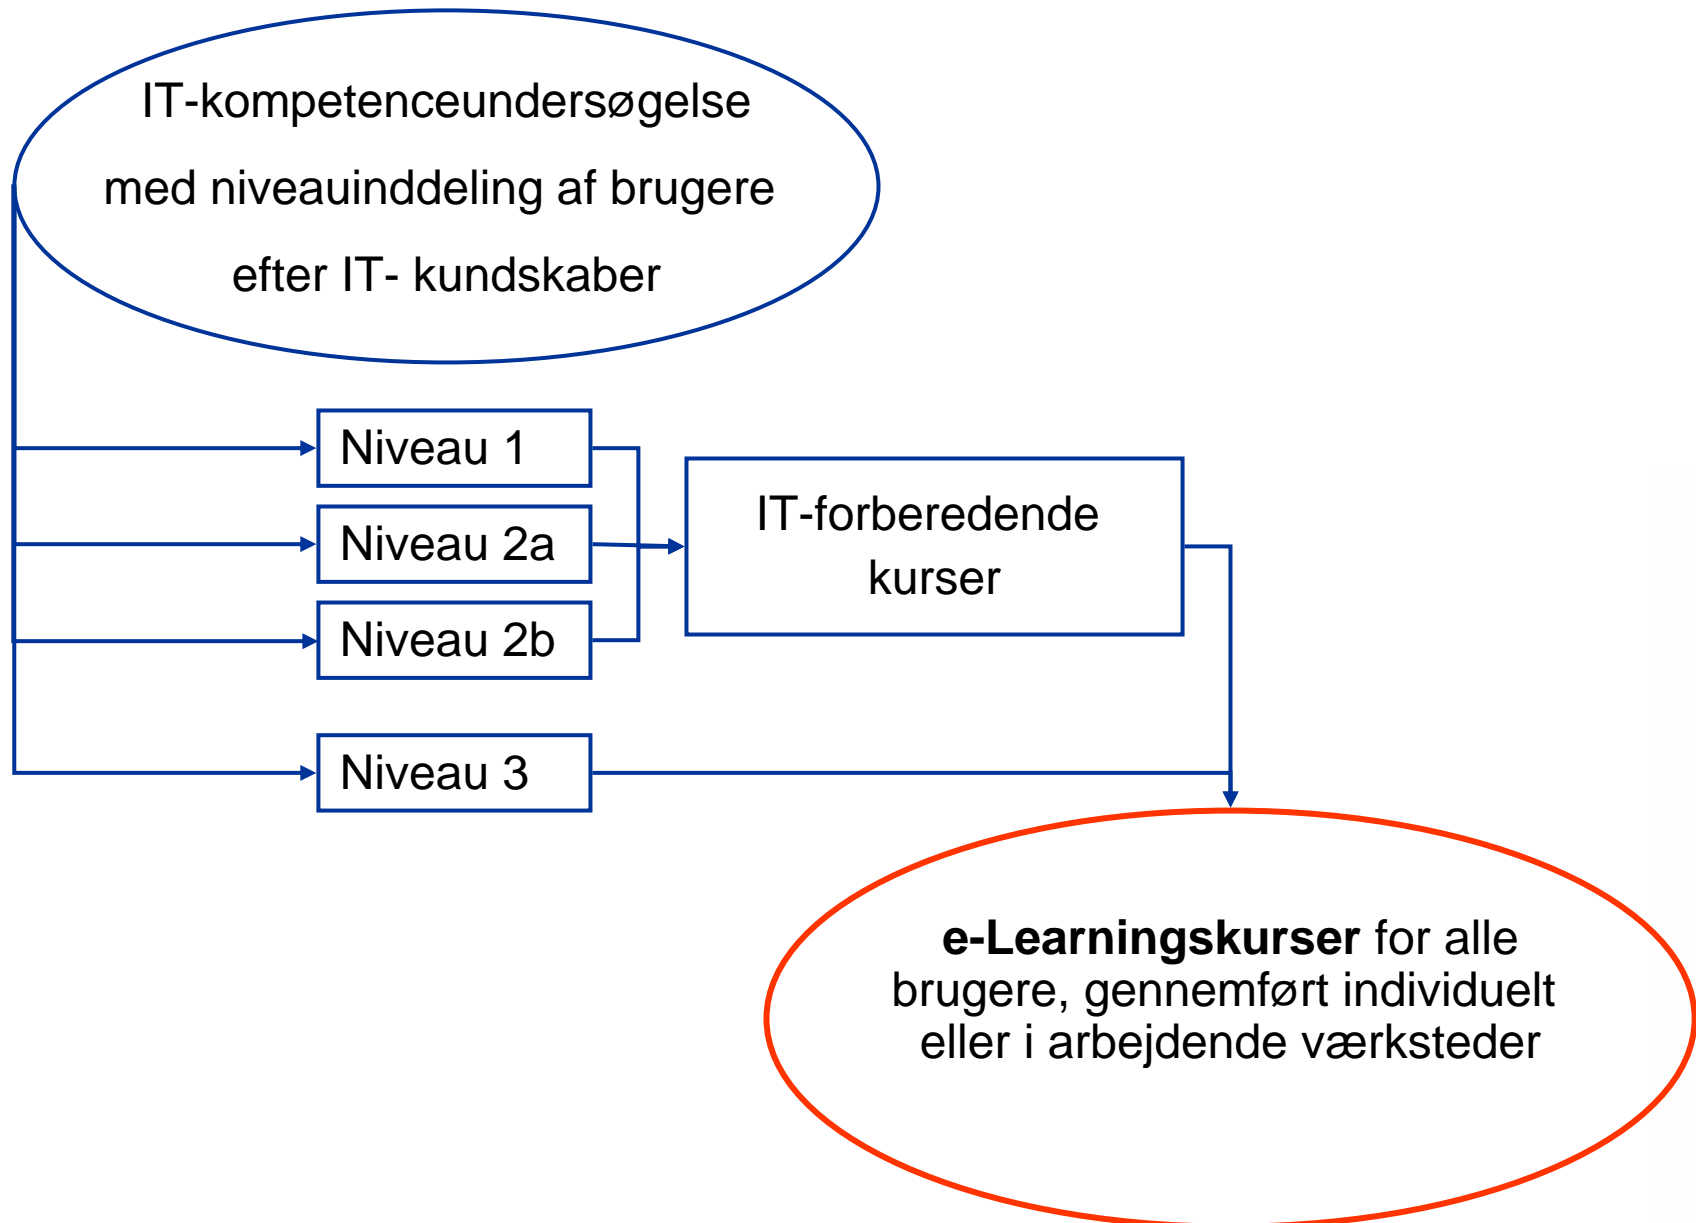 IT-kompetenceundersøgelse
med niveauinddeling af brugere
efter IT- kundskaber
Niveau 1
Niveau 2a
Niveau 2b
Niveau 3
IT-forberedende
kurser
e-Learningskurser for alle
brugere, gennemført individuelt
eller i arbejdende værksteder